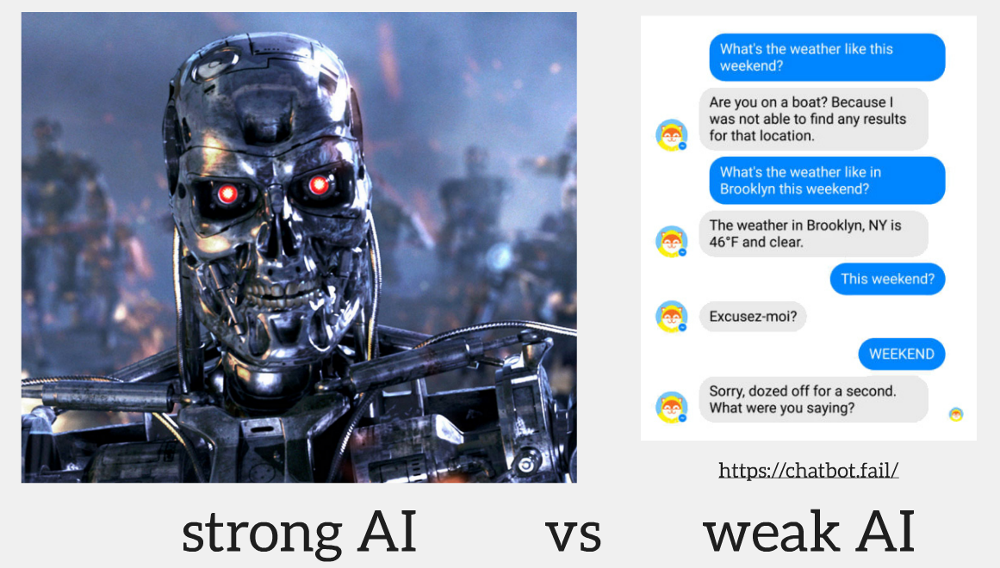 What's the weather like this
weekend?
Are you on a boat? Because I
was not able to find any results
for that location.
What's the weather like in
Brooklyn this weekend?
The weather in Brooklyn, NY is
46°F and clear.
This weekend?
Excusez-moi?
WEEKEND
Sorry, dozed off for a second.
What were you saying?
https://chatbot.fail/
strong AI vs weak AI